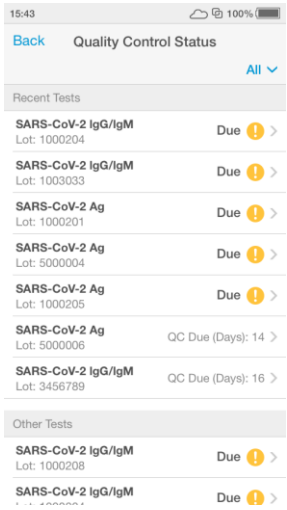 15:43 100%
Back Quality Control Status
All
Recent Tests
SARS-CoV-2 IgG/IgM
Lot: 1000204
Due
SARS-CoV-2 IgG/IgM
Lot: 1003033
Due
SARS-CoV-2 Ag
Lot: 1000201
Due
SARS-CoV-2 Ag
Lot: 5000004
Due
SARS-CoV-2 Ag
Lot: 1000205
Due
SARS-CoV-2 Ag
Lot: 5000006
QC Due (Days): 14
SARS-CoV-2 IgG/IgM
Lot: 3456789
QC Due (Days): 16
Other Tests
SARS-CoV-2 IgG/IgM
Lot: 1000208
Due
SARS-CoV-2 IgG/IgM
Due